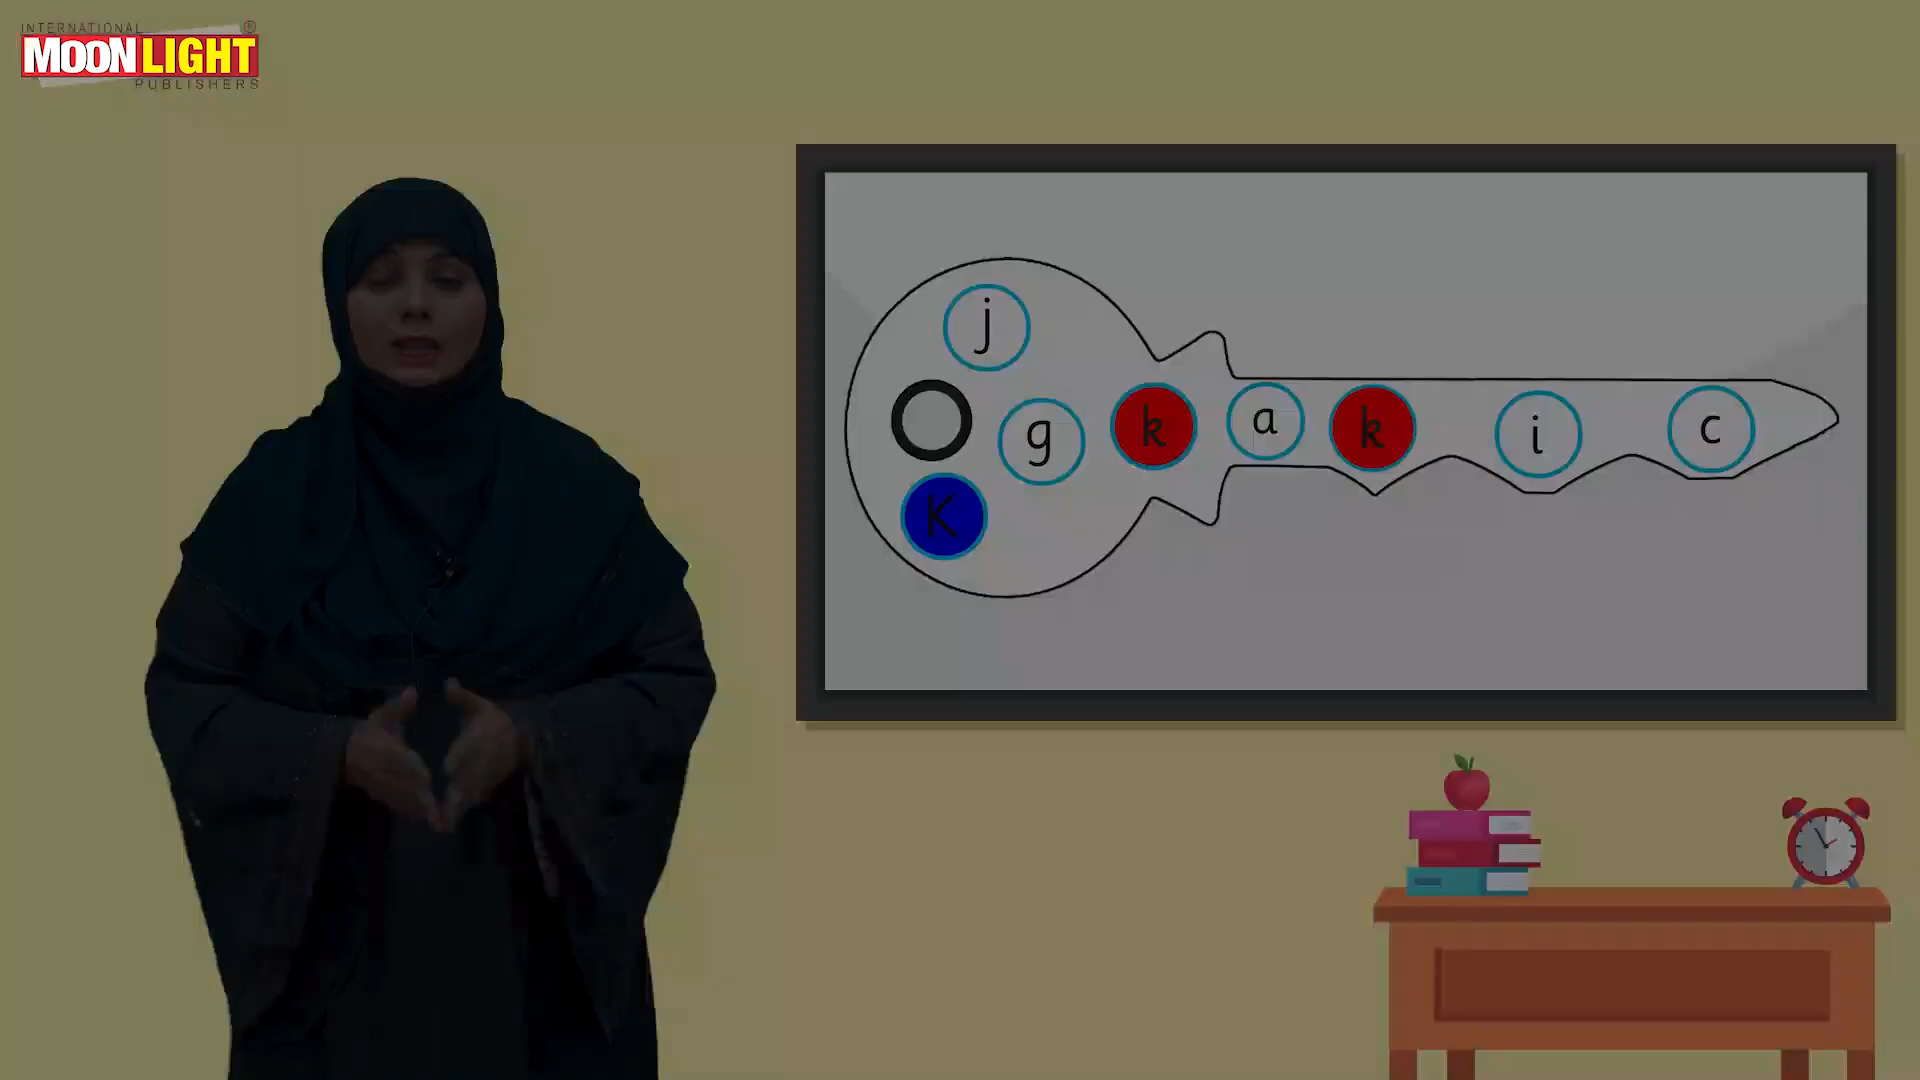 INTERNATIONAL ®
MOON LIGHT
PUBLISHERS
j
g k a k i c
K